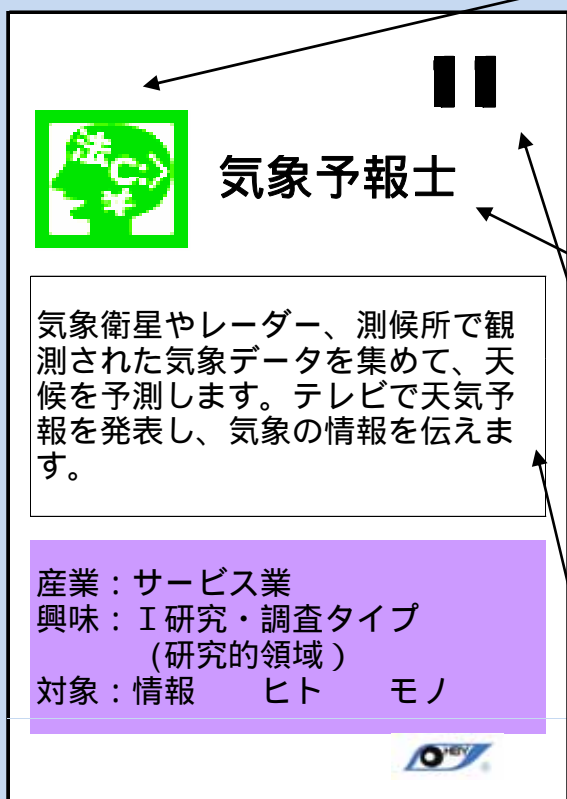 11
法
C:>
気象予報士
気象衛星やレーダー、測候所で観
測された気象データを集めて、天
候を予測します。テレビで天気予
報を発表し、気象の情報を伝えま
す。
産業：サービス業
興味：Ｉ研究・調査タイプ
(研究的領域）
対象：情報　　ヒト　　モノ